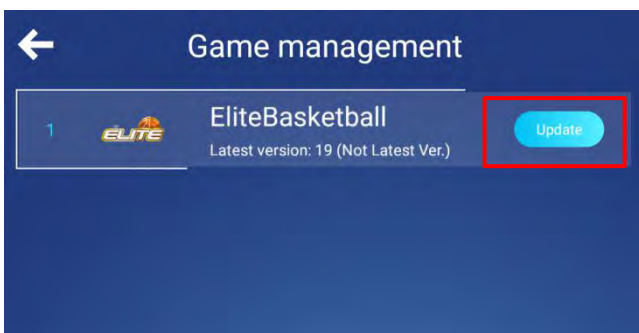 Game management
1
ELITE
EliteBasketball
Latest version: 19 (Not Latest Ver.)
Update